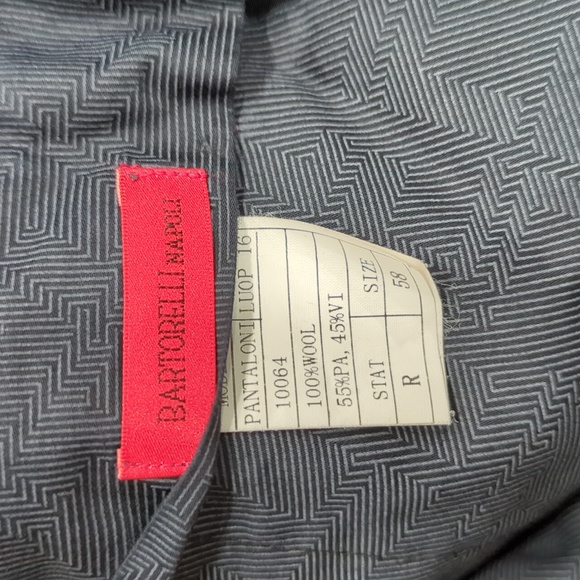 BARTORELLI NAPOLI
PANTALONI LUOP 16
10064
100%WOOL
55%PA, 45%VI
STAT SIZE
R 58